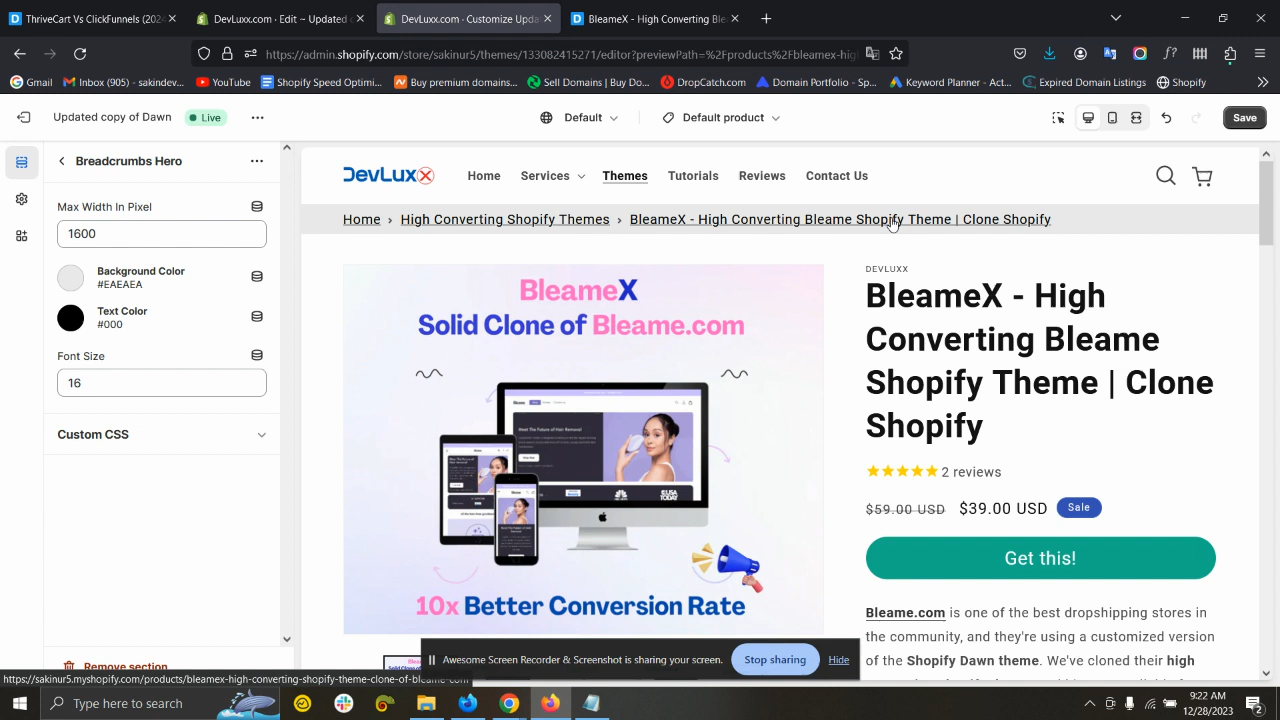 ThriveCart Vs ClickFunnels (2024
DevLuxx.com - Edit ~ Updated c
DevLuxx.com - Customize Upda
BleameX - High Converting Ble
https://admin.shopify.com/store/sakinur5/themes/133082415271/editor?previewPath=%2Fproducts%2Fbleamex-hig
Gmail
Inbox (905) - sakindev...
YouTube
Shopify Speed Optimi...
Buy premium domains...
Sell Domains | Buy Do...
DropCatch.com
Domain Portfolio - Sq...
Keyword Planner - Act...
Expired Domain Listings
Shopify
Updated copy of Dawn
Live
Default
Default product
Save
Breadcrumbs Hero
Max Width In Pixel
1600
Background Color
#EAEAEA
Text Color
#000
Font Size
16
Custom CSS
Remove section
DevLuxX
Home
Services
Themes
Tutorials
Reviews
Contact Us
Home › High Converting Shopify Themes › BleameX - High Converting Bleame Shopify Theme | Clone Shopify
BleameX
Solid Clone of Bleame.com
10x Better Conversion Rate
DEVLUXX
BleameX - High
Converting Bleame
Shopify Theme | Clone
Shopify
2 reviews
$59.00 USD $39.00 USD Sale
Get this!
Bleame.com is one of the best dropshipping stores in
the community, and they're using a customized version
of the Shopify Dawn theme. We've cloned their high
Awesome Screen Recorder & Screenshot is sharing your screen.
Stop sharing
Hide
https://sakinur5.myshopify.com/products/bleamex-high-converting-shopify-theme-clone-of-bleame-com
Type here to search
9:22 AM
12/28/2023
2